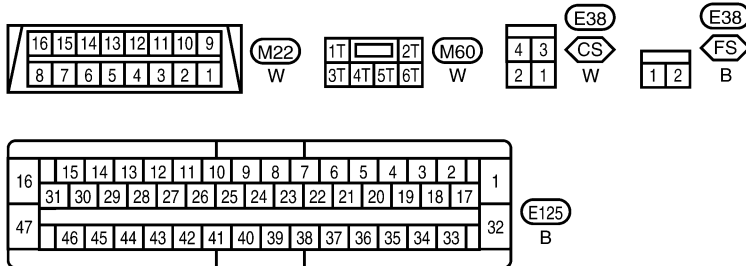 16 15 14 13 12 11 10 9
8 7 6 5 4 3 2 1
M22
W
1T 2T
3T 4T 5T 6T
M60
W
4 3
2 1
E38
CS
W
1 2
E38
FS
B
16 15 14 13 12 11 10 9 8 7 6 5 4 3 2 1
31 30 29 28 27 26 25 24 23 22 21 20 19 18 17
47 32
46 45 44 43 42 41 40 39 38 37 36 35 34 33
E125
B